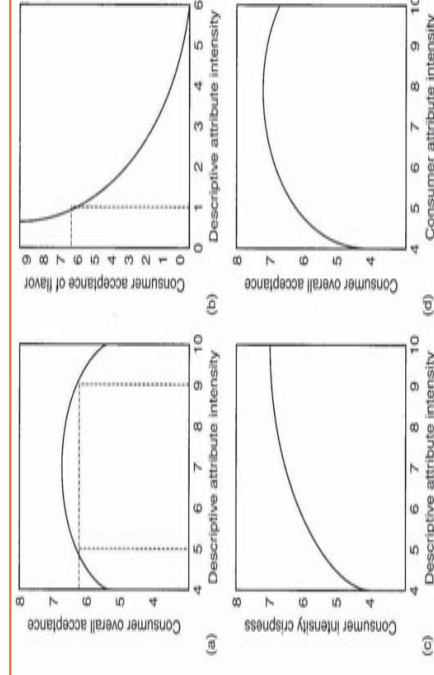 Consumer overall acceptance
8
7
6
5
4
4 5 6 7 8 9 10
(a) Descriptive attribute intensity
Consumer acceptance of flavor
9
8
7
6
5
4
3
2
1
0
0 1 2 3 4 5 6
(b) Descriptive attribute intensity
Consumer intensity crispness
8
7
6
5
4
4 5 6 7 8 9 10
(c) Descriptive attribute intensity
Consumer overall acceptance
8
7
6
5
4
4 5 6 7 8 9 10
(d) Consumer attribute intensity